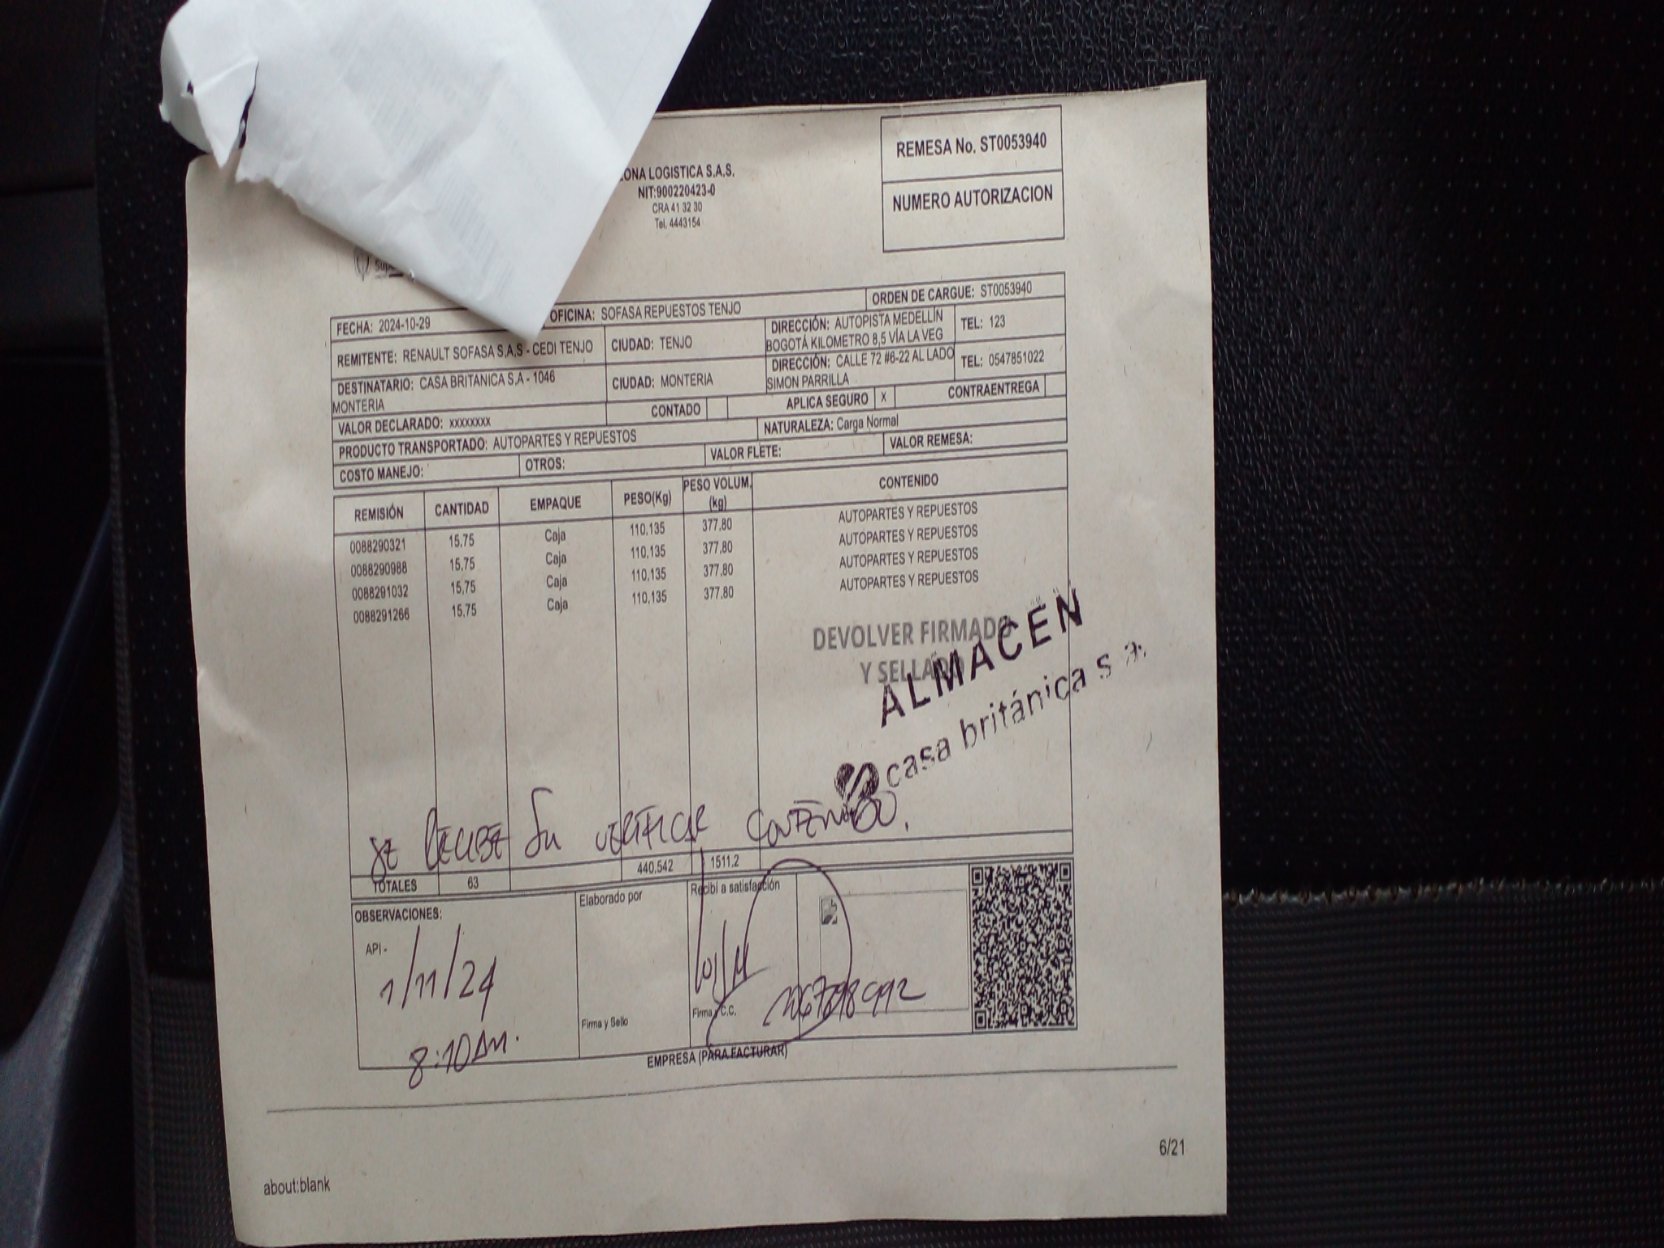 ZONA LOGISTICA S.A.S.
NIT:900220423-0
CRA 41 32 30
Tel. 4443154
REMESA No. ST0053940
NUMERO AUTORIZACION
FECHA: 2024-10-29 OFICINA: SOFASA REPUESTOS TENJO ORDEN DE CARGUE: ST0053940
REMITENTE: RENAULT SOFASA S.A.S - CEDI TENJO CIUDAD: TENJO DIRECCIÓN: AUTOPISTA MEDELLÍN TEL: 123
BOGOTÁ KILOMETRO 8,5 VÍA LA VEG
DESTINATARIO: CASA BRITANICA S.A - 1046 CIUDAD: MONTERIA DIRECCIÓN: CALLE 72 #6-22 AL LADO TEL: 0547851022
MONTERIA SIMON PARRILLA
VALOR DECLARADO: xxxxxxxx CONTADO APLICA SEGURO X CONTRAENTREGA
PRODUCTO TRANSPORTADO: AUTOPARTES Y REPUESTOS NATURALEZA: Carga Normal
COSTO MANEJO: OTROS: VALOR FLETE: VALOR REMESA:
REMISIÓN CANTIDAD EMPAQUE PESO(Kg) PESO VOLUM. (kg) CONTENIDO
0088290321 15,75 Caja 110,135 377,80 AUTOPARTES Y REPUESTOS
0088290988 15,75 Caja 110,135 377,80 AUTOPARTES Y REPUESTOS
0088291032 15,75 Caja 110,135 377,80 AUTOPARTES Y REPUESTOS
0088291266 15,75 Caja 110,135 377,80 AUTOPARTES Y REPUESTOS
DEVOLVER FIRMADO
Y SELLADO
ALMACEN
casa británica s a.
SE RECIBE SIN VERIFICAR CONTENIDO.
TOTALES 63 440,542 1511,2
OBSERVACIONES: Elaborado por Recibí a satisfacción
API -
1/11/24
8:10 AM.
Firma y Sello Firma y C.C.
EMPRESA (PARA FACTURAR)
6/21
about:blank